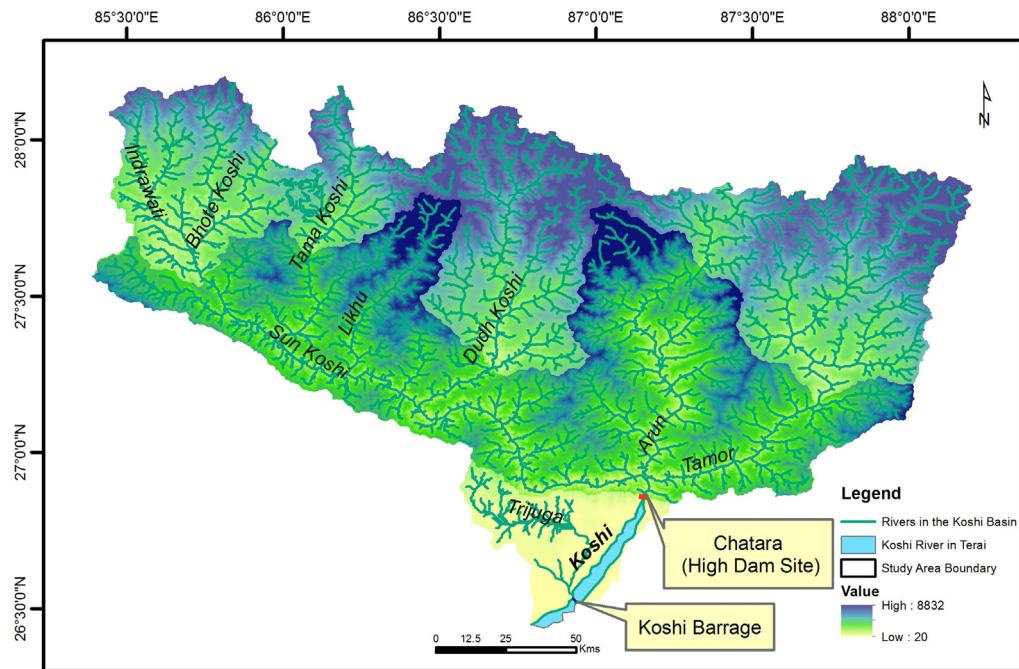 85°30'0"E 86°0'0"E 86°30'0"E 87°0'0"E 87°30'0"E 88°0'0"E
28°0'0"N
27°30'0"N
27°0'0"N
26°30'0"N
N
Indrawati
Bhote Koshi
Tama Koshi
Likhu
Dudh Koshi
Sun Koshi
Arun
Tamor
Trijuga
Koshi
Chatara
(High Dam Site)
Koshi Barrage
0 12.5 25 50
Kms
Legend
Rivers in the Koshi Basin
Koshi River in Terai
Study Area Boundary
Value
High : 8832
Low : 20